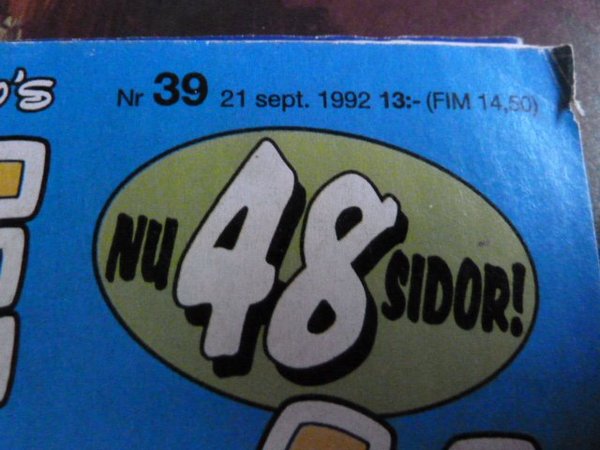 Nr 39 21 sept. 1992 13:- (FIM 14,50)
NU 48 SIDOR!